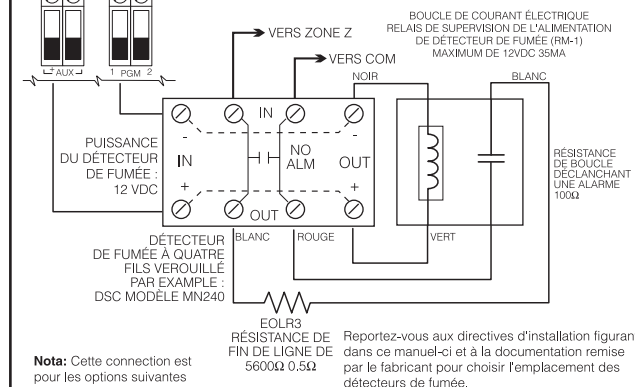 VERS ZONE Z
VERS COM
BOUCLE DE COURANT ÉLECTRIQUE
RELAIS DE SUPERVISION DE L'ALIMENTATION
DE DÉTECTEUR DE FUMÉE (RM-1)
MAXIMUM DE 12VDC 35MA
+ AUX -
1 PGM 2
NOIR
BLANC
- IN -
PUISSANCE
DU DÉTECTEUR
DE FUMÉE :
12 VDC
IN
NO
ALM
OUT
+ +
OUT
RÉSISTANCE
DE BOUCLE
DÉCLANCHANT
UNE ALARME
100Ω
BLANC
ROUGE
VERT
DÉTECTEUR
DE FUMÉE À QUATRE
FILS VEROUILLÉ
PAR EXAMPLE :
DSC MODÈLE MN240
EOLR3
RÉSISTANCE DE
FIN DE LIGNE DE
5600Ω 0.5Ω
Reportez-vous aux directives d'installation figuran
dans ce manuel-ci et à la documentation remise
par le fabricant pour choisir l'emplacement des
détecteurs de fumée.
Nota: Cette connection est
pour les options suivantes